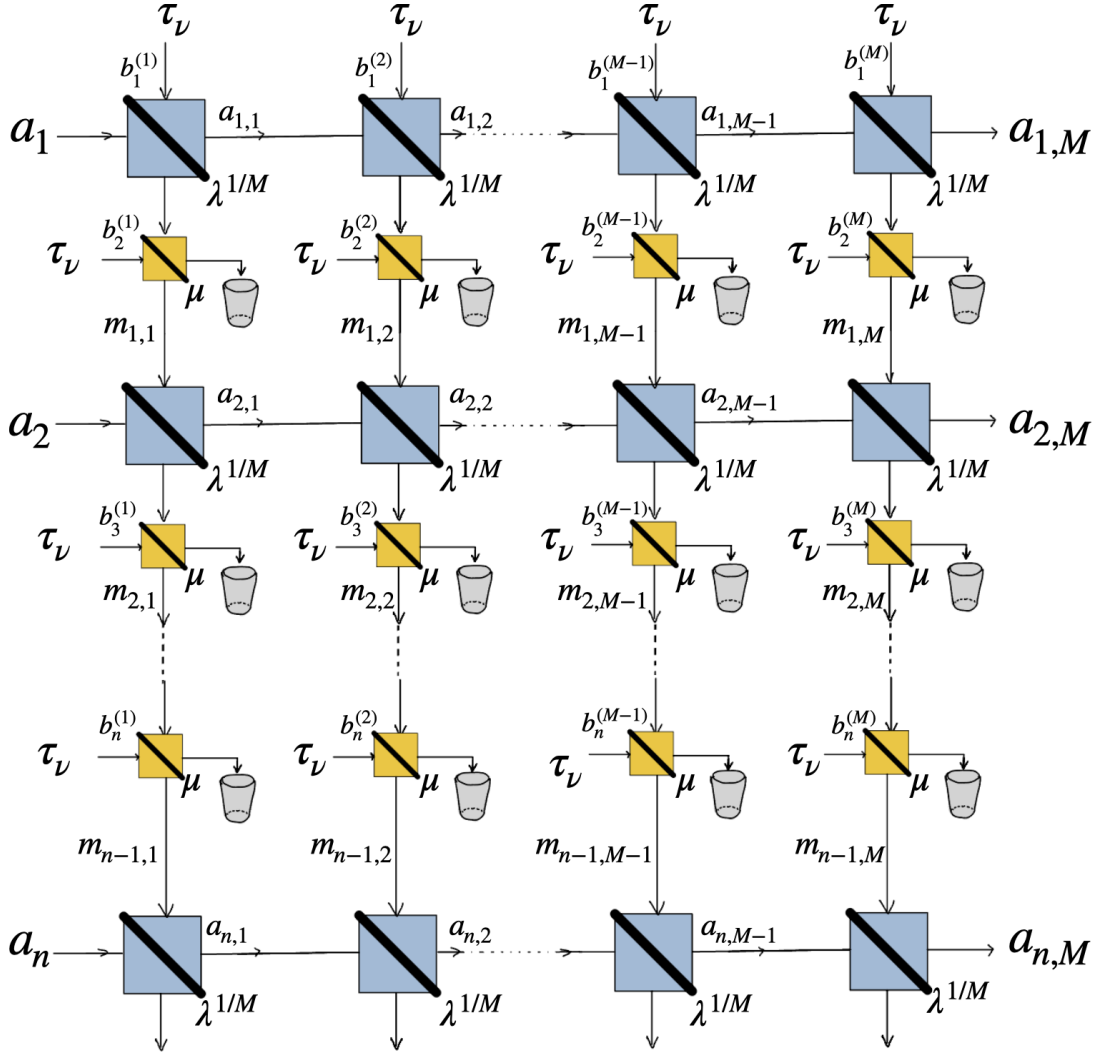 τ_ν τ_ν τ_ν τ_ν
b_1^{(1)} b_1^{(2)} b_1^{(M−1)} b_1^{(M)}
a_1 a_{1,1} a_{1,2} a_{1,M−1} a_{1,M}
λ^{1/M} λ^{1/M} λ^{1/M} λ^{1/M}
b_2^{(1)} b_2^{(2)} b_2^{(M−1)} b_2^{(M)}
τ_ν τ_ν τ_ν τ_ν
μ μ μ μ
m_{1,1} m_{1,2} m_{1,M−1} m_{1,M}
a_2 a_{2,1} a_{2,2} a_{2,M−1} a_{2,M}
λ^{1/M} λ^{1/M} λ^{1/M} λ^{1/M}
b_3^{(1)} b_3^{(2)} b_3^{(M−1)} b_3^{(M)}
τ_ν τ_ν τ_ν τ_ν
μ μ μ μ
m_{2,1} m_{2,2} m_{2,M−1} m_{2,M}
b_n^{(1)} b_n^{(2)} b_n^{(M−1)} b_n^{(M)}
τ_ν τ_ν τ_ν τ_ν
μ μ μ μ
m_{n−1,1} m_{n−1,2} m_{n−1,M−1} m_{n−1,M}
a_n a_{n,1} a_{n,2} a_{n,M−1} a_{n,M}
λ^{1/M} λ^{1/M} λ^{1/M} λ^{1/M}